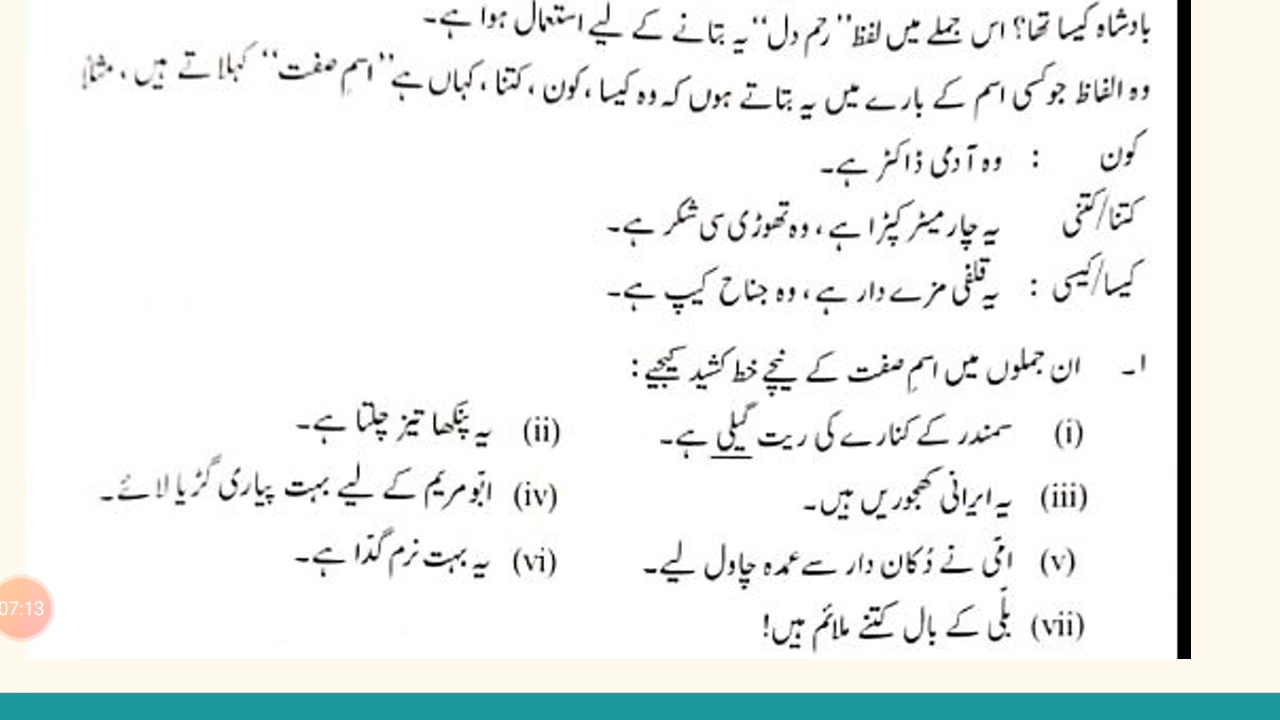 بادشاہ کیسا تھا؟ اس جملے میں لفظ ’’رحم دل‘‘ یہ بتانے کے لیے استعمال ہوا ہے۔
وہ الفاظ جو کسی اسم کے بارے میں یہ بتاتے ہوں کہ وہ کیسا، کون، کتنا، کہاں ہے ’’اسمِ صفت‘‘ کہلاتے ہیں، مثلاً
کون : وہ آدمی ڈاکٹر ہے۔
کتنا/کتنی یہ چار میٹر کپڑا ہے، وہ تھوڑی سی شکر ہے۔
کیسا/کیسی : یہ قلفی مزے دار ہے، وہ جناح کیپ ہے۔
۱۔ ان جملوں میں اسمِ صفت کے نیچے خط کشید کیجیے:
(i) سمندر کے کنارے کی ریت گیلی ہے۔ (ii) یہ پنکھا تیز چلتا ہے۔
(iii) یہ ایرانی کھجوریں ہیں۔ (iv) ابّو مریم کے لیے بہت پیاری گڑیا لائے۔
(v) امّی نے دُکان دار سے عمدہ چاول لیے۔ (vi) یہ بہت نرم گدّا ہے۔
(vii) بلّی کے بال کتنے ملائم ہیں!
07:13